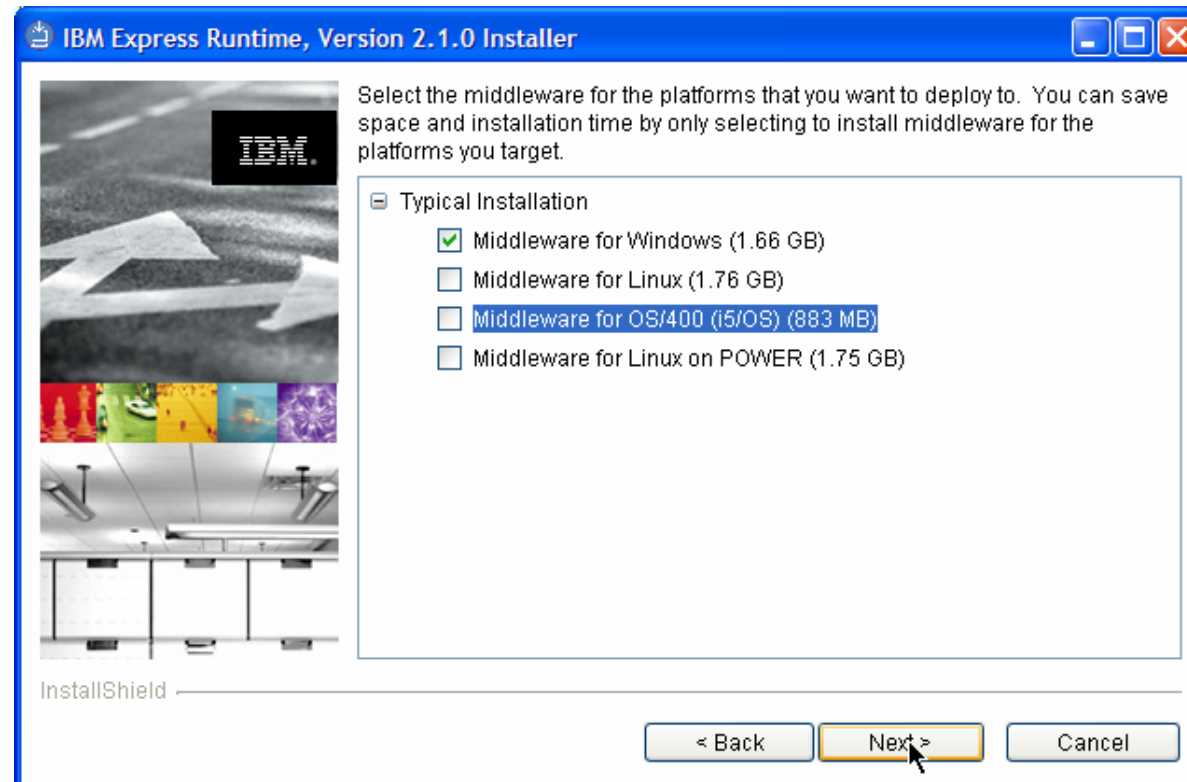 IBM Express Runtime, Version 2.1.0 Installer
IBM.
Select the middleware for the platforms that you want to deploy to. You can save
space and installation time by only selecting to install middleware for the
platforms you target.
Typical Installation
Middleware for Windows (1.66 GB)
Middleware for Linux (1.76 GB)
Middleware for OS/400 (i5/OS) (883 MB)
Middleware for Linux on POWER (1.75 GB)
InstallShield
< Back
Next >
Cancel